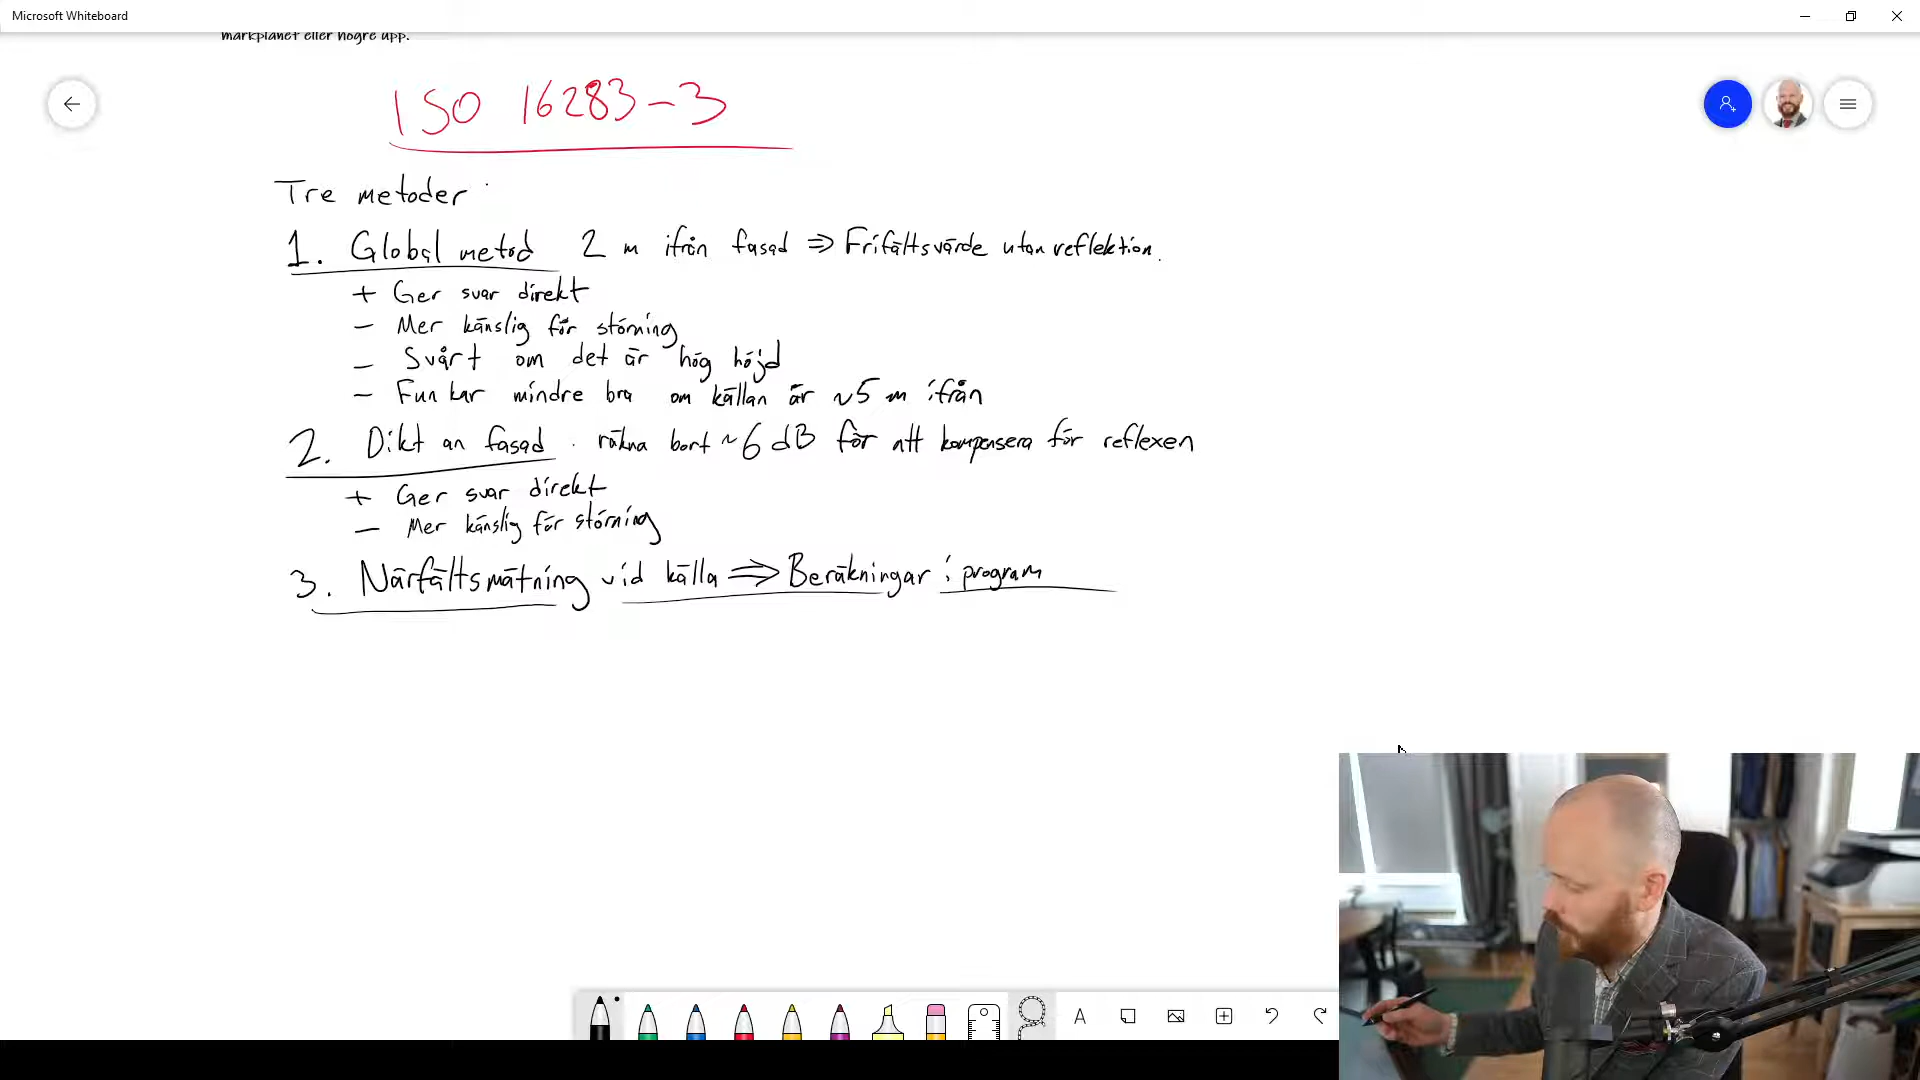 Microsoft Whiteboard
markplanet eller högre upp.
ISO 16283-3
Tre metoder
1. Global metod 2 m ifrån fasad ⇒ Frifältsvärde utan reflektion.
+ Ger svar direkt
- Mer känslig för störning
- Svårt om det är hög höjd
- Funkar mindre bra om källan är ~5 m ifrån
2. Dikt an fasad . räkna bort ~6 dB för att kompensera för reflexen
+ Ger svar direkt
- Mer känslig för störning
3. Närfältsmätning vid källa ⇒ Beräkningar i program
A